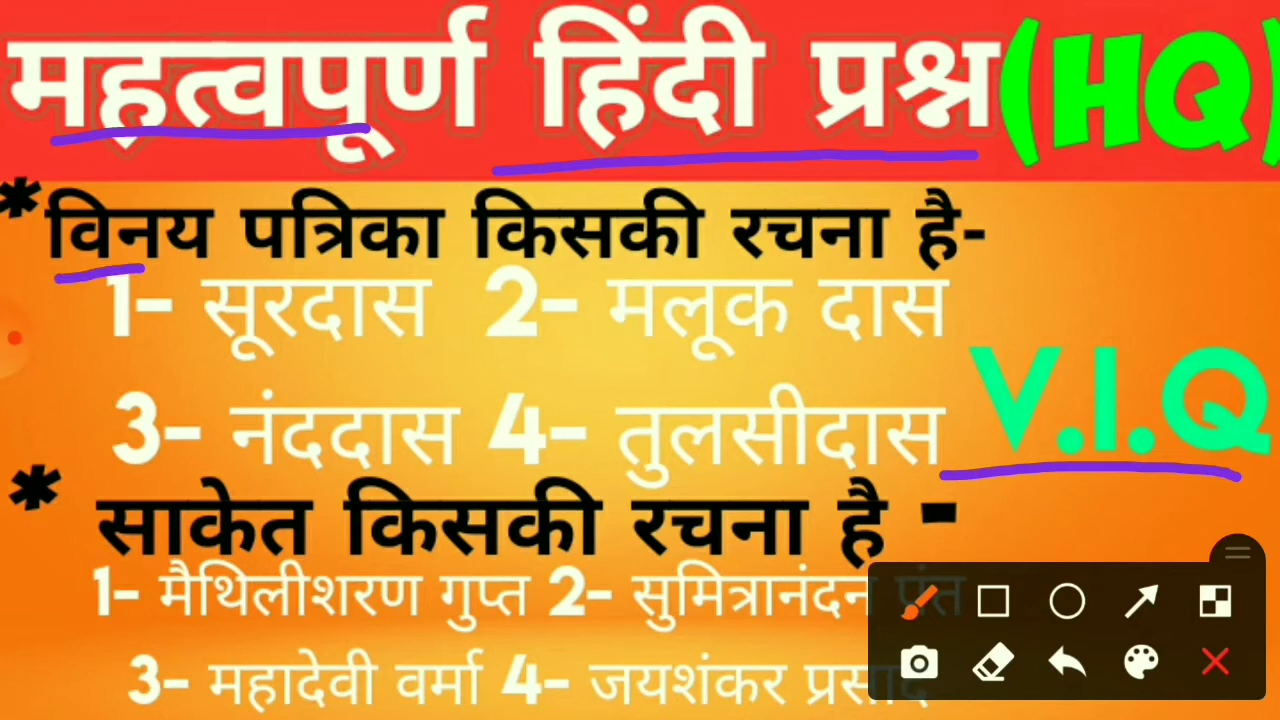 महत्वपूर्ण हिंदी प्रश्न(HQ)
*विनय पत्रिका किसकी रचना है-
1- सूरदास 2- मलूक दास
3- नंददास 4- तुलसीदास
V.I.Q
* साकेत किसकी रचना है -
1- मैथिलीशरण गुप्त 2- सुमित्रानंदन पंत
3- महादेवी वर्मा 4- जयशंकर प्रसाद